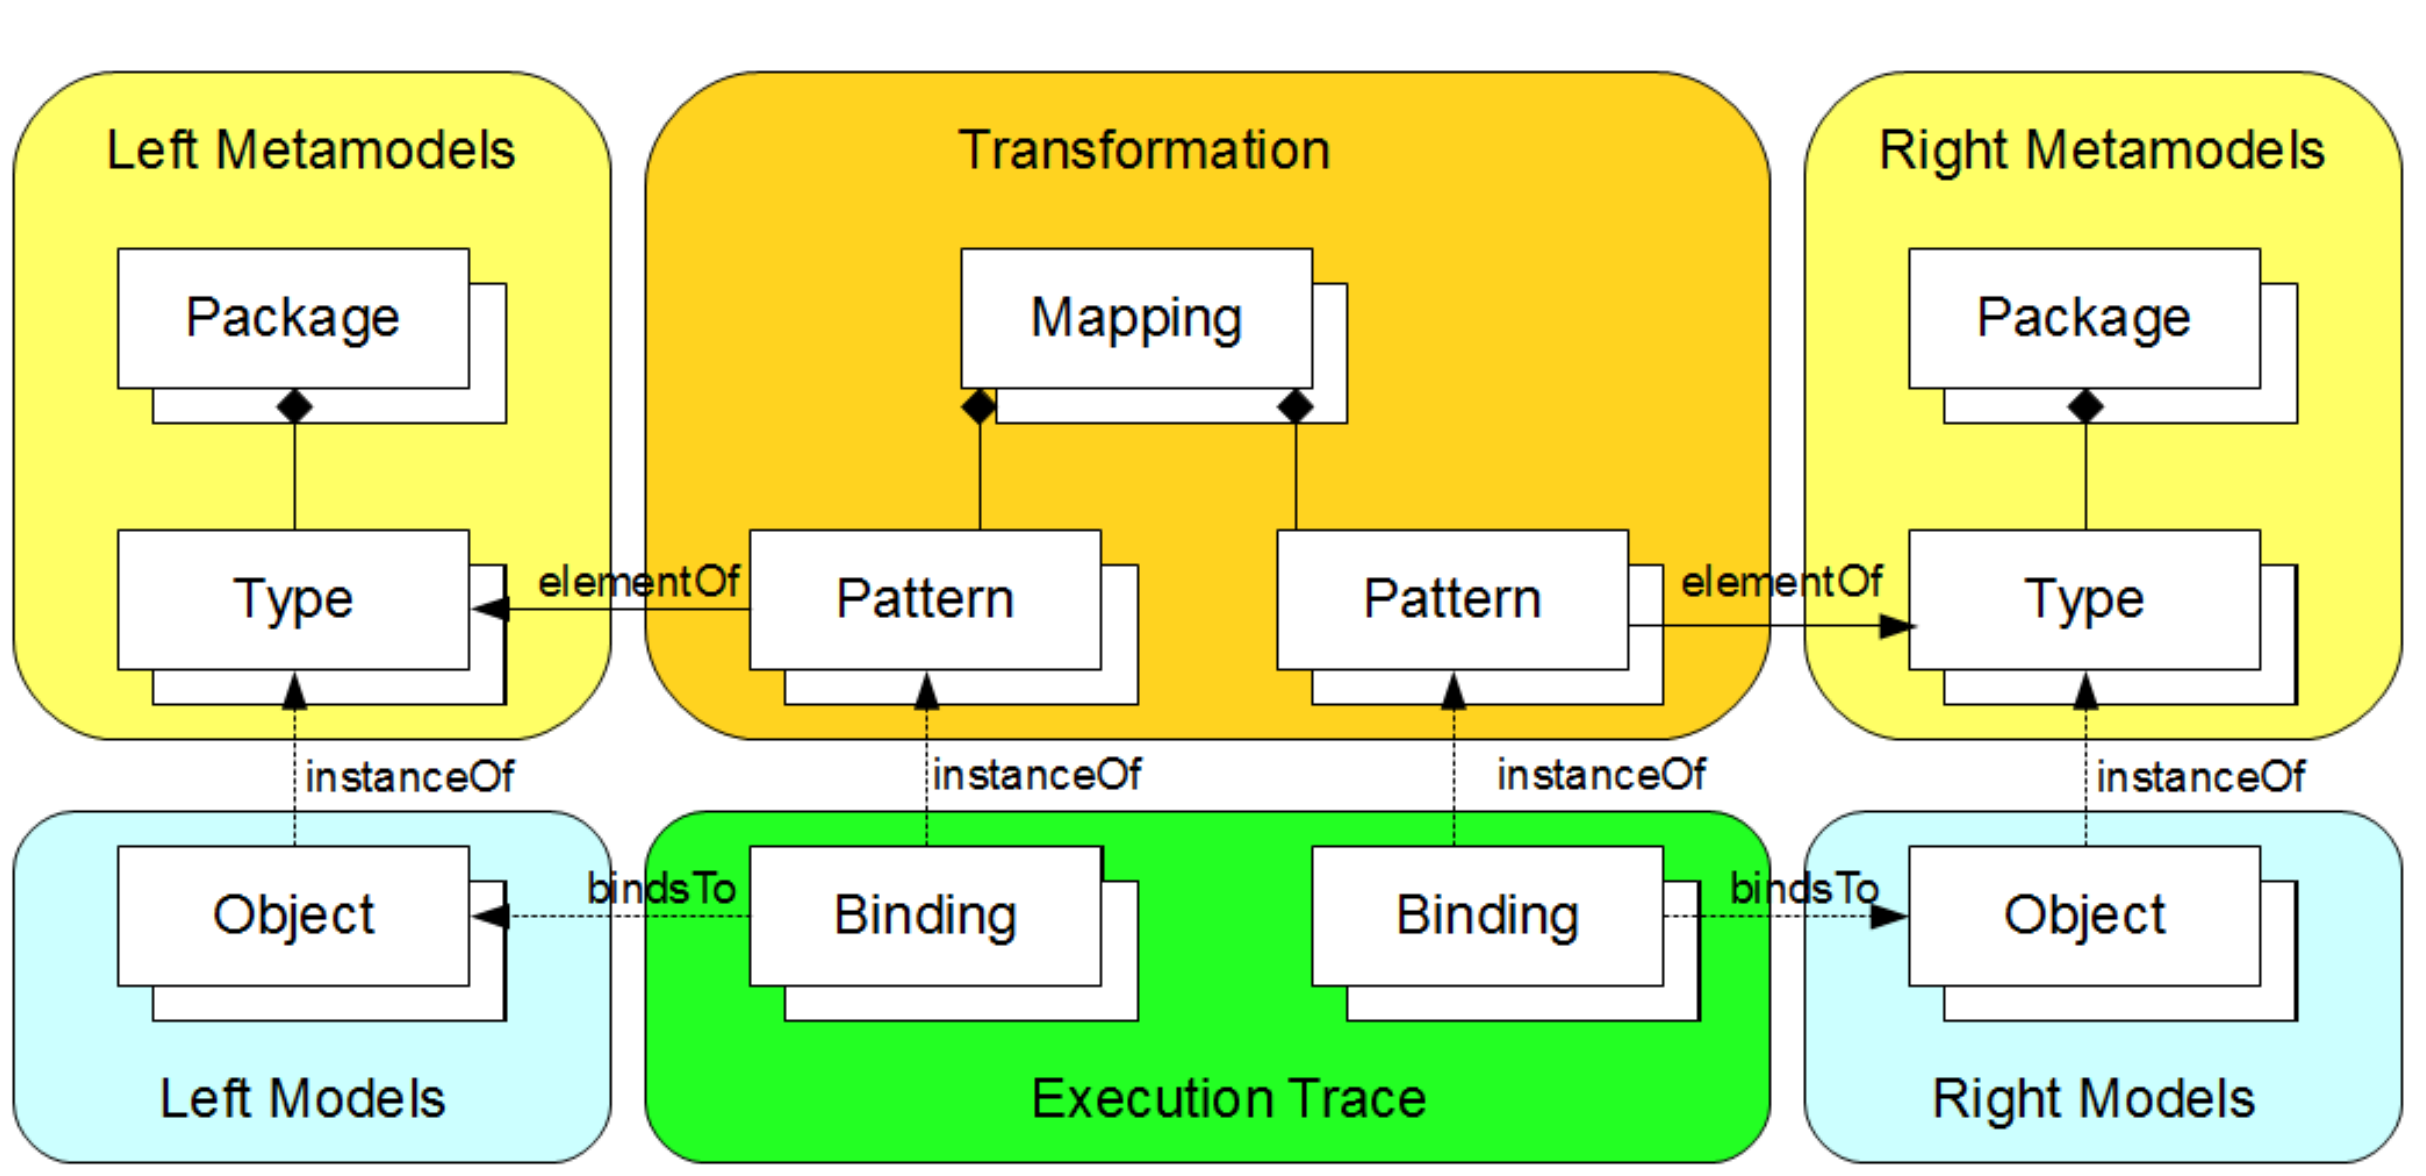 Left Metamodels
Transformation
Right Metamodels
Package
Mapping
Package
Type
elementOf
Pattern
Pattern
elementOf
Type
instanceOf
instanceOf
instanceOf
instanceOf
Object
bindsTo
Binding
Binding
bindsTo
Object
Left Models
Execution Trace
Right Models